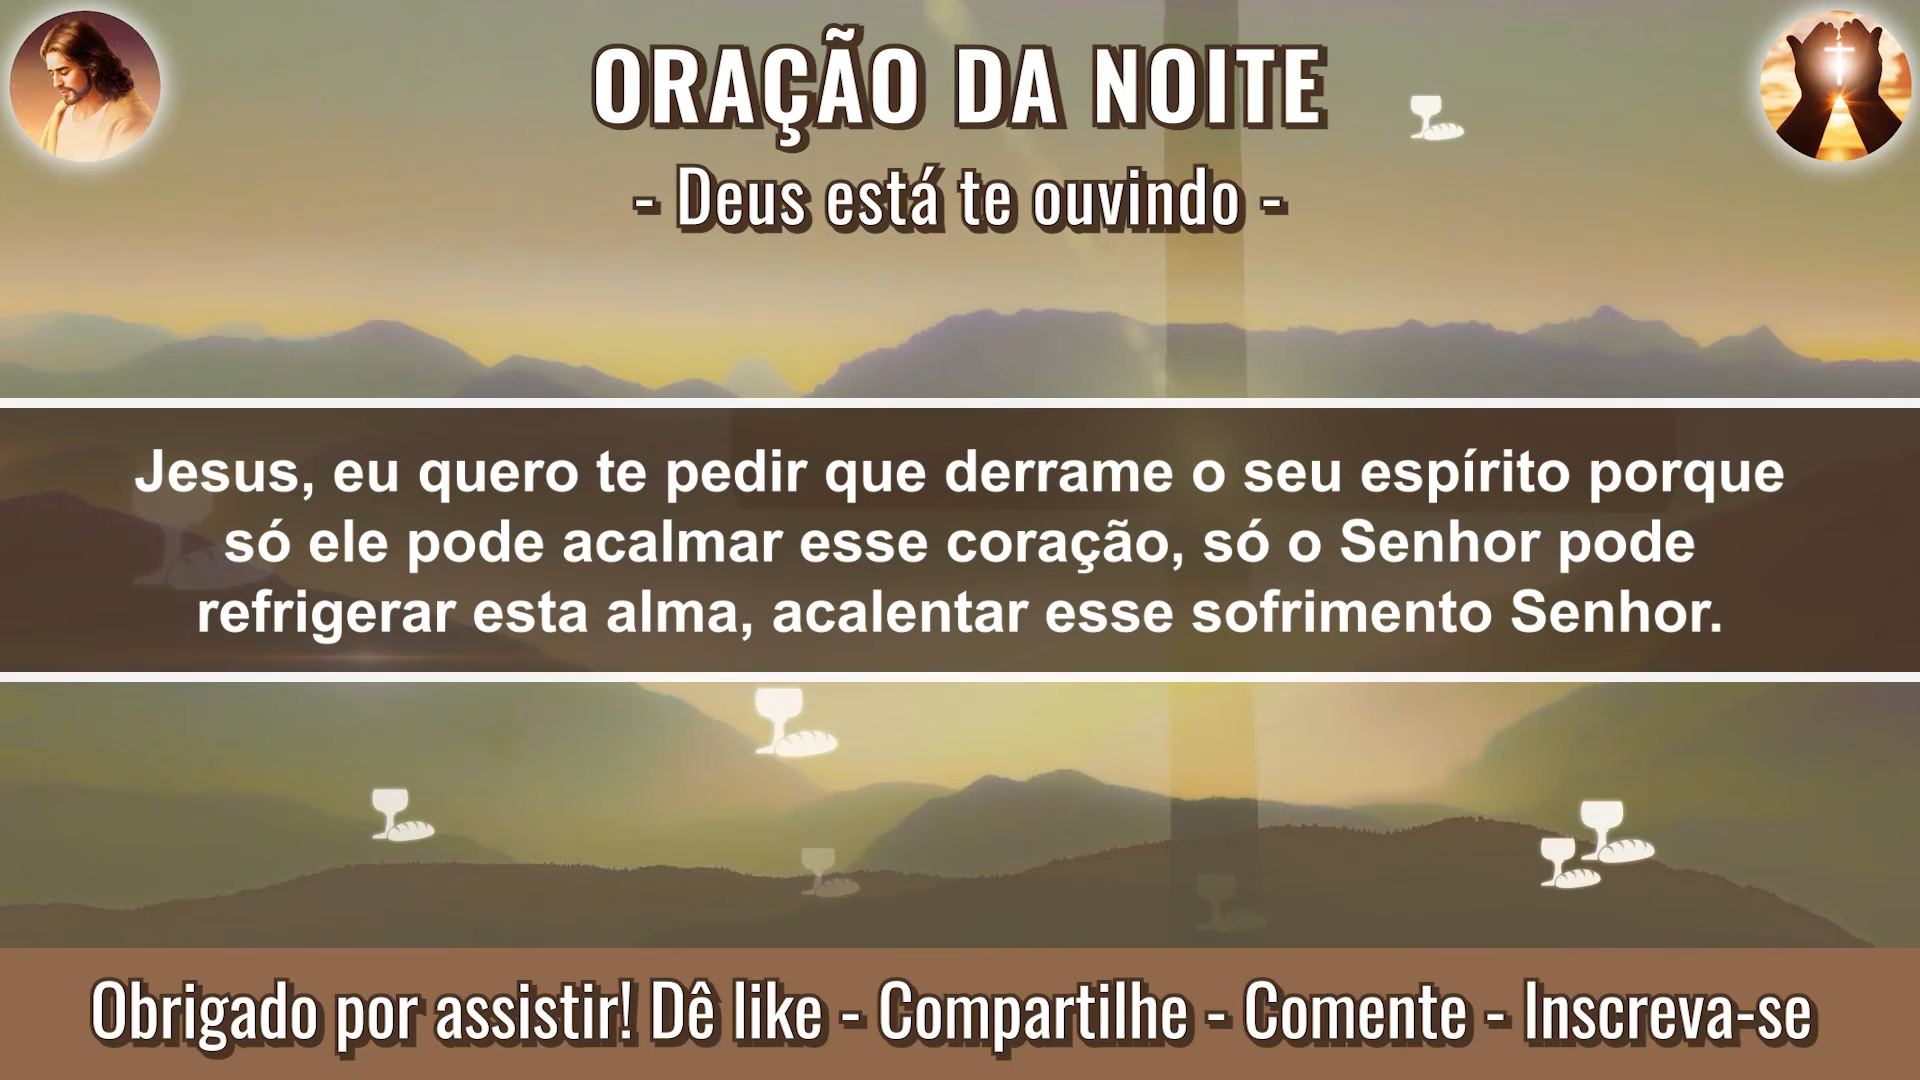 ORAÇÃO DA NOITE
- Deus está te ouvindo -
Jesus, eu quero te pedir que derrame o seu espírito porque
só ele pode acalmar esse coração, só o Senhor pode
refrigerar esta alma, acalentar esse sofrimento Senhor.
Obrigado por assistir! Dê like - Compartilhe - Comente - Inscreva-se